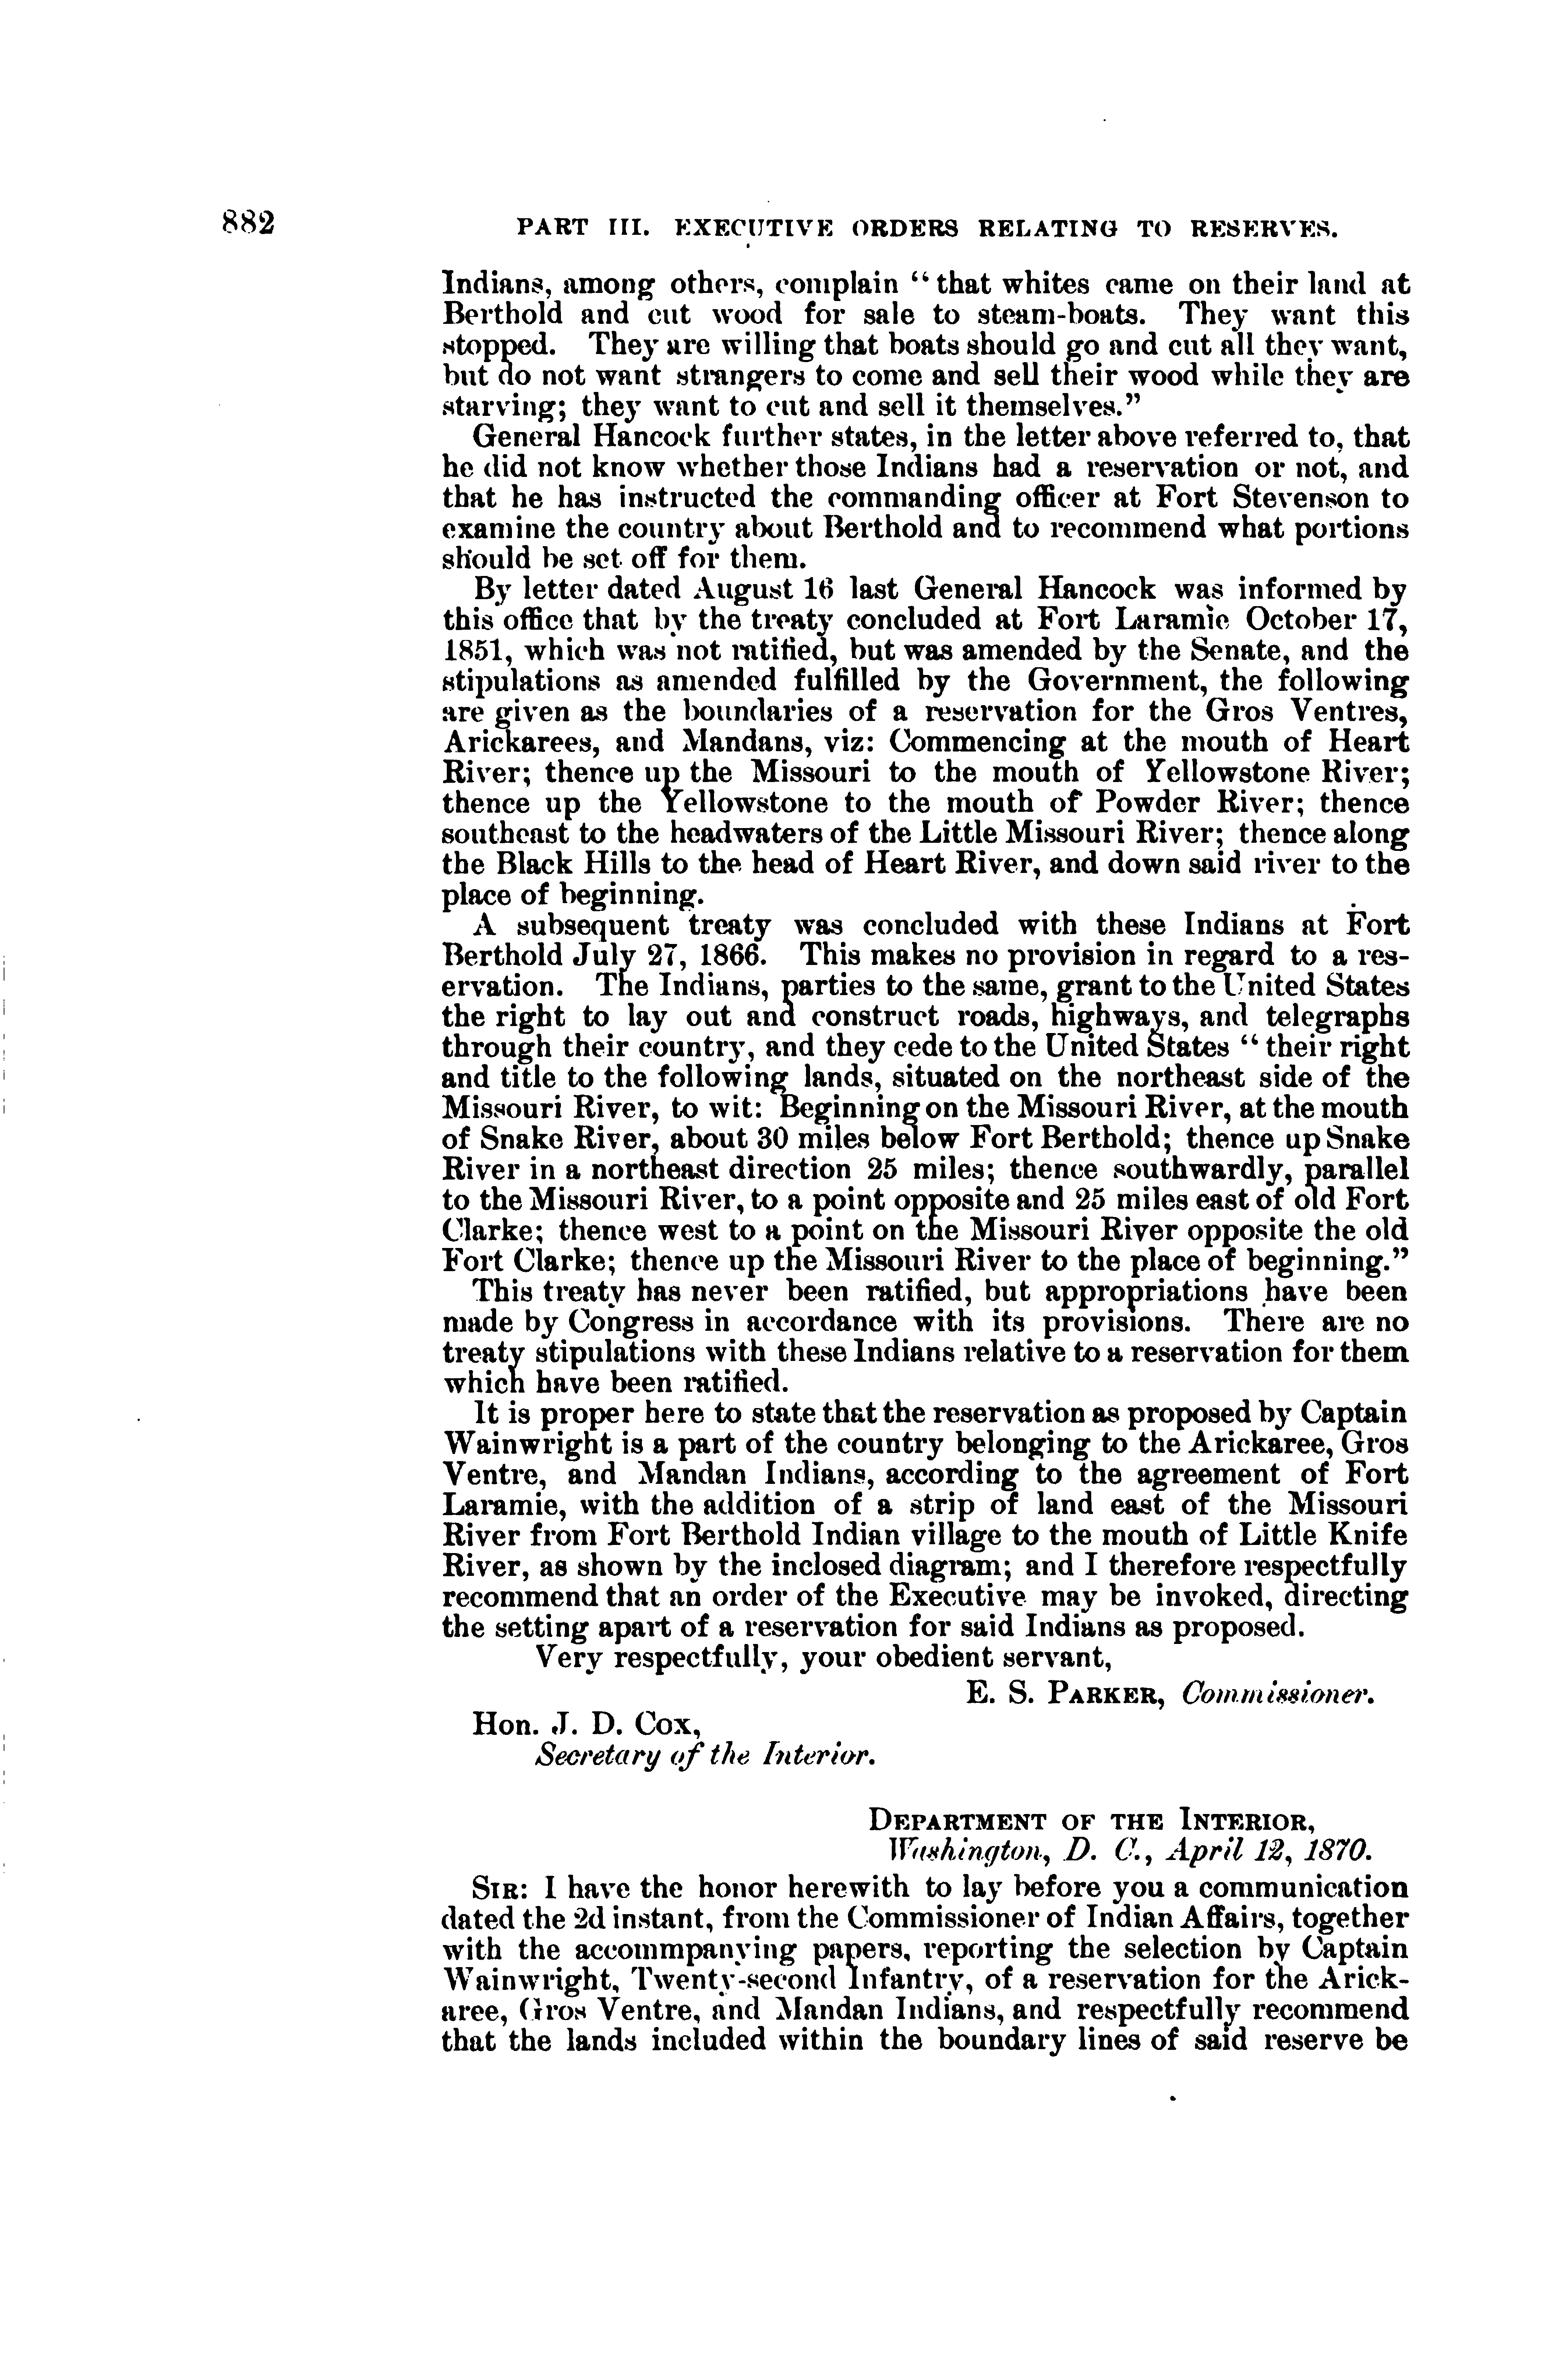 882 PART III. EXECUTIVE ORDERS RELATING TO RESERVES.
Indians, among others, complain “that whites came on their land at
Berthold and cut wood for sale to steam-boats. They want this
stopped. They are willing that boats should go and cut all they want,
but do not want strangers to come and sell their wood while they are
starving; they want to cut and sell it themselves.”
General Hancock further states, in the letter above referred to, that
he did not know whether those Indians had a reservation or not, and
that he has instructed the commanding officer at Fort Stevenson to
examine the country about Berthold and to recommend what portions
should be set off for them.
By letter dated August 16 last General Hancock was informed by
this office that by the treaty concluded at Fort Laramie October 17,
1851, which was not ratified, but was amended by the Senate, and the
stipulations as amended fulfilled by the Government, the following
are given as the boundaries of a reservation for the Gros Ventres,
Arickarees, and Mandans, viz: Commencing at the mouth of Heart
River; thence up the Missouri to the mouth of Yellowstone River;
thence up the Yellowstone to the mouth of Powder River; thence
southeast to the headwaters of the Little Missouri River; thence along
the Black Hills to the head of Heart River, and down said river to the
place of beginning.
A subsequent treaty was concluded with these Indians at Fort
Berthold July 27, 1866. This makes no provision in regard to a res-
ervation. The Indians, parties to the same, grant to the United States
the right to lay out and construct roads, highways, and telegraphs
through their country, and they cede to the United States “their right
and title to the following lands, situated on the northeast side of the
Missouri River, to wit: Beginning on the Missouri River, at the mouth
of Snake River, about 30 miles below Fort Berthold; thence up Snake
River in a northeast direction 25 miles; thence southwardly, parallel
to the Missouri River, to a point opposite and 25 miles east of old Fort
Clarke; thence west to a point on the Missouri River opposite the old
Fort Clarke; thence up the Missouri River to the place of beginning.”
This treaty has never been ratified, but appropriations have been
made by Congress in accordance with its provisions. There are no
treaty stipulations with these Indians relative to a reservation for them
which have been ratified.
It is proper here to state that the reservation as proposed by Captain
Wainwright is a part of the country belonging to the Arickaree, Gros
Ventre, and Mandan Indians, according to the agreement of Fort
Laramie, with the addition of a strip of land east of the Missouri
River from Fort Berthold Indian village to the mouth of Little Knife
River, as shown by the inclosed diagram; and I therefore respectfully
recommend that an order of the Executive may be invoked, directing
the setting apart of a reservation for said Indians as proposed.
Very respectfully, your obedient servant,
E. S. PARKER, Commissioner.
Hon. J. D. Cox,
Secretary of the Interior.
DEPARTMENT OF THE INTERIOR,
Washington, D. C., April 12, 1870.
SIR: I have the honor herewith to lay before you a communication
dated the 2d instant, from the Commissioner of Indian Affairs, together
with the accommpanying papers, reporting the selection by Captain
Wainwright, Twenty-second Infantry, of a reservation for the Arick-
aree, Gros Ventre, and Mandan Indians, and respectfully recommend
that the lands included within the boundary lines of said reserve be